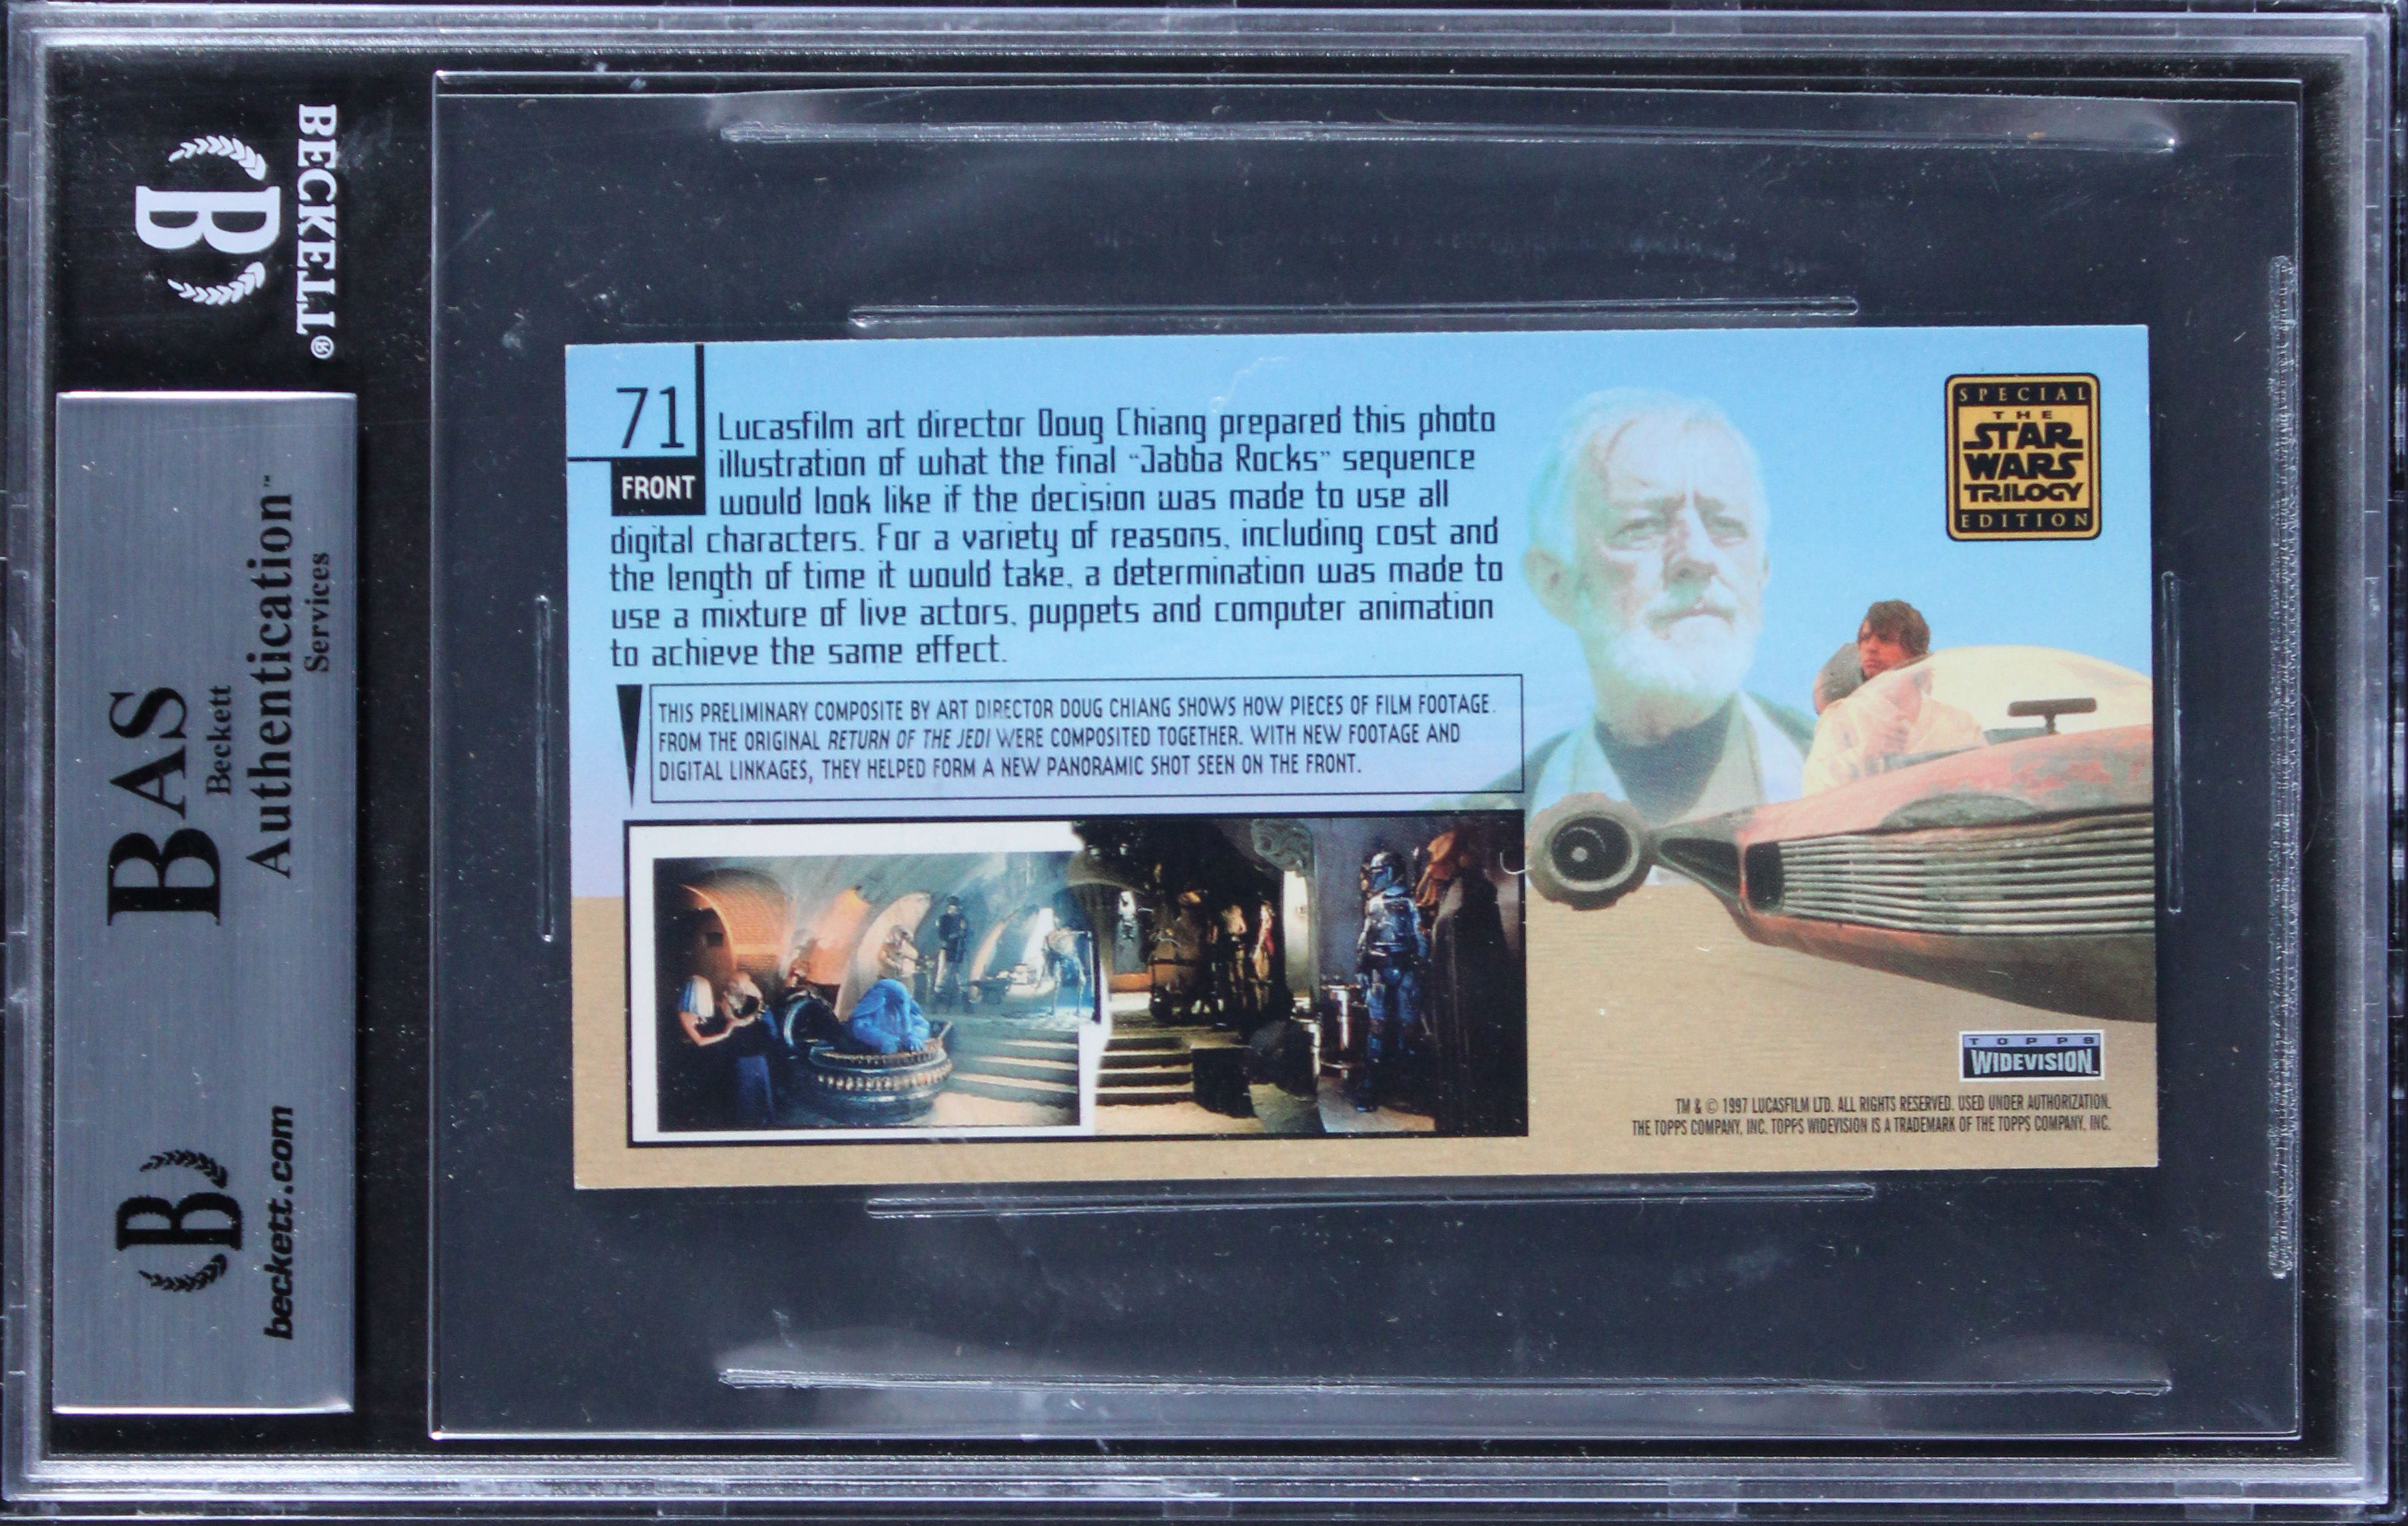 BECKETT®
B
BAS
Beckett
Authentication™
Services
B
beckett.com
71
FRONT
Lucasfilm art director Doug Chiang prepared this photo
illustration of what the final “Jabba Rocks” sequence
would look like if the decision was made to use all
digital characters. For a variety of reasons, including cost and
the length of time it would take, a determination was made to
use a mixture of live actors, puppets and computer animation
to achieve the same effect.
THIS PRELIMINARY COMPOSITE BY ART DIRECTOR DOUG CHIANG SHOWS HOW PIECES OF FILM FOOTAGE.
FROM THE ORIGINAL RETURN OF THE JEDI WERE COMPOSITED TOGETHER. WITH NEW FOOTAGE AND
DIGITAL LINKAGES, THEY HELPED FORM A NEW PANORAMIC SHOT SEEN ON THE FRONT.
SPECIAL
THE
STAR
WARS
TRILOGY
EDITION
TOPPS
WIDEVISION™
TM & © 1997 LUCASFILM LTD. ALL RIGHTS RESERVED. USED UNDER AUTHORIZATION.
THE TOPPS COMPANY, INC. TOPPS WIDEVISION IS A TRADEMARK OF THE TOPPS COMPANY, INC.